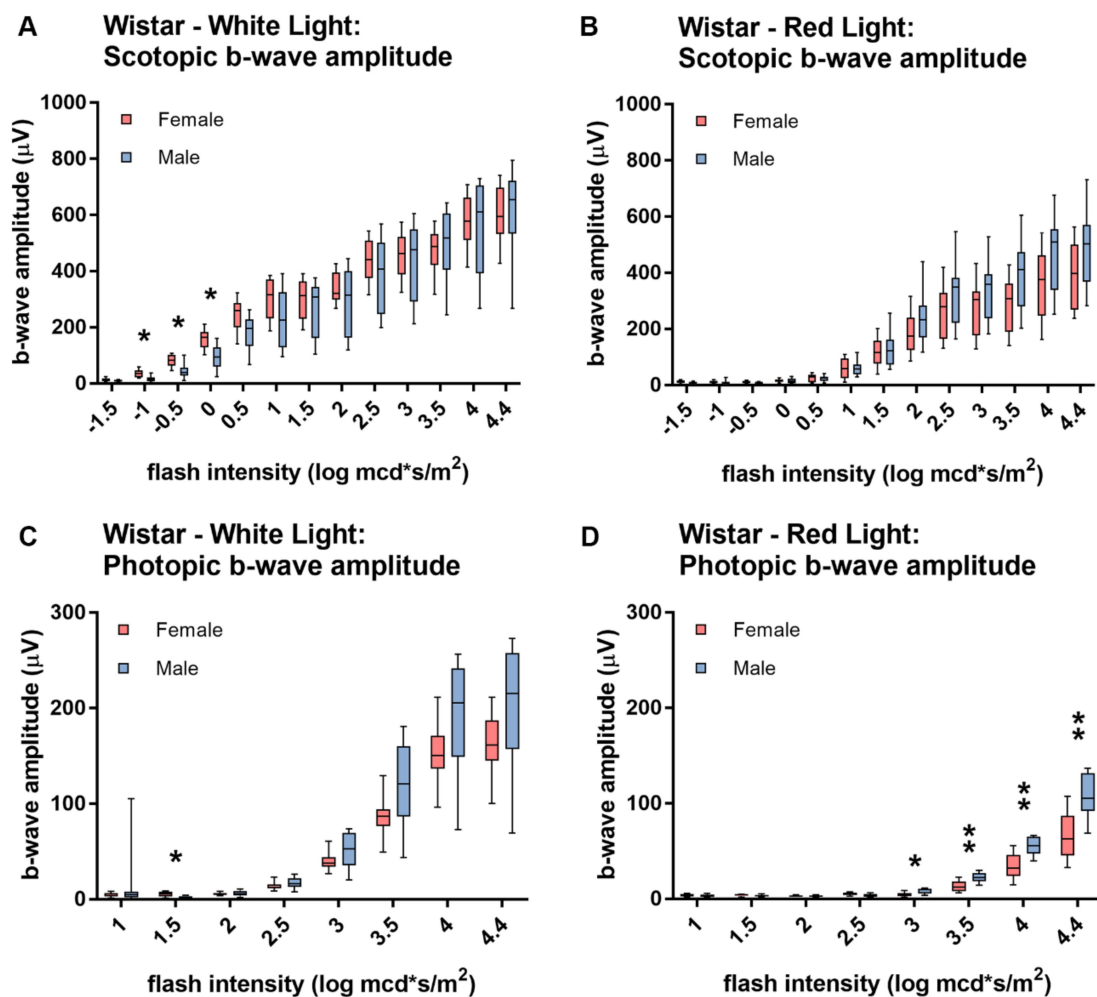 A
Wistar - White Light:
Scotopic b-wave amplitude
b-wave amplitude (μV)
1000
800
600
400
200
0
Female
Male
*
*
*
-1.5
-1
-0.5
0
0.5
1
1.5
2
2.5
3
3.5
4
4.4
flash intensity (log mcd*s/m²)
B
Wistar - Red Light:
Scotopic b-wave amplitude
b-wave amplitude (μV)
1000
800
600
400
200
0
Female
Male
-1.5
-1
-0.5
0
0.5
1
1.5
2
2.5
3
3.5
4
4.4
flash intensity (log mcd*s/m²)
C
Wistar - White Light:
Photopic b-wave amplitude
b-wave amplitude (μV)
300
200
100
0
Female
Male
*
1
1.5
2
2.5
3
3.5
4
4.4
flash intensity (log mcd*s/m²)
D
Wistar - Red Light:
Photopic b-wave amplitude
b-wave amplitude (μV)
300
200
100
0
Female
Male
*
**
**
**
1
1.5
2
2.5
3
3.5
4
4.4
flash intensity (log mcd*s/m²)